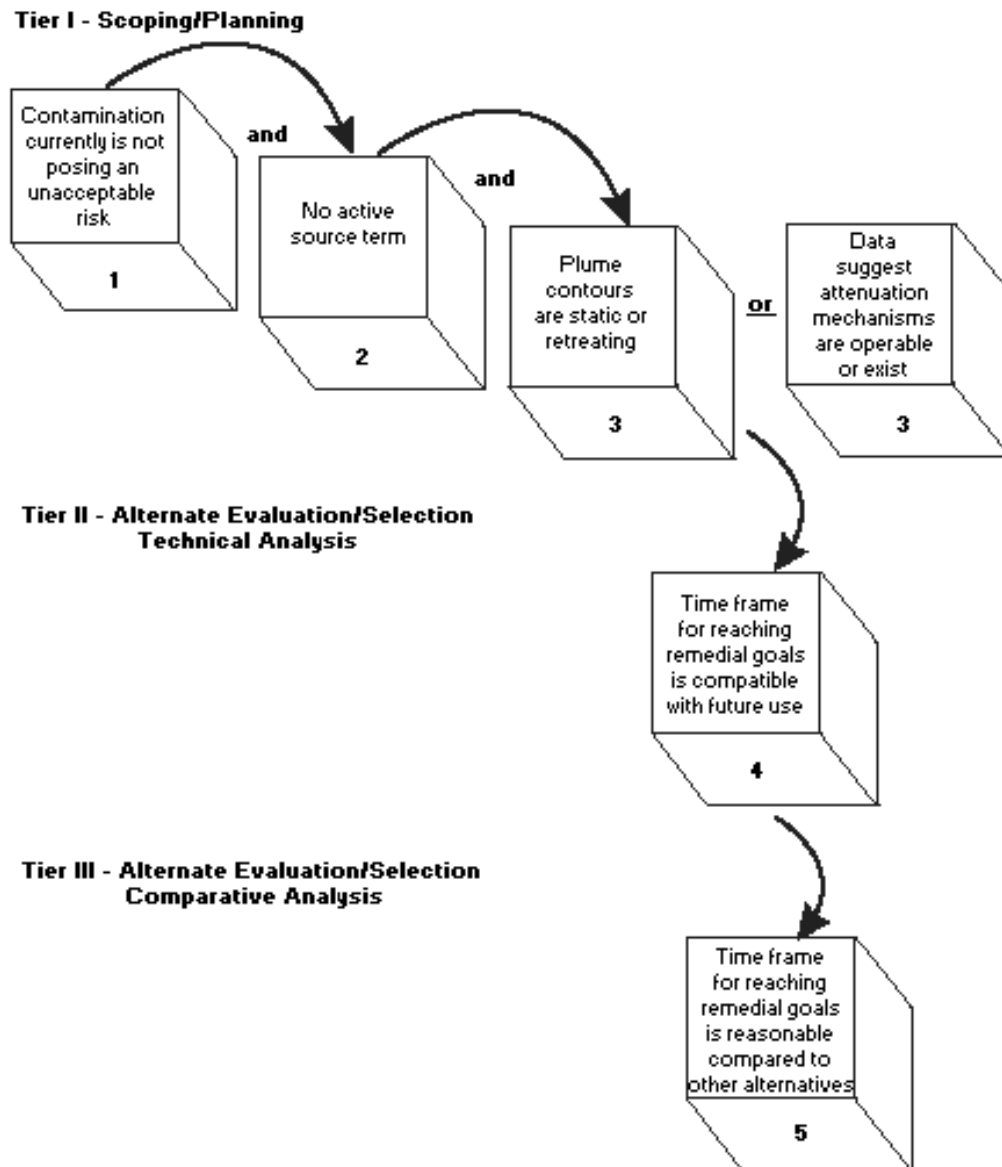 Tier I - Scoping/Planning
Contamination
currently is not
posing an
unacceptable
risk
1
and
No active
source term
2
and
Plume
contours
are static or
retreating
3
or
Data
suggest
attenuation
mechanisms
are operable
or exist
3
Tier II - Alternate Evaluation/Selection
Technical Analysis
Time frame
for reaching
remedial goals
is compatible
with future use
4
Tier III - Alternate Evaluation/Selection
Comparative Analysis
Time frame
for reaching
remedial goals
is reasonable
compared to
other alternatives
5